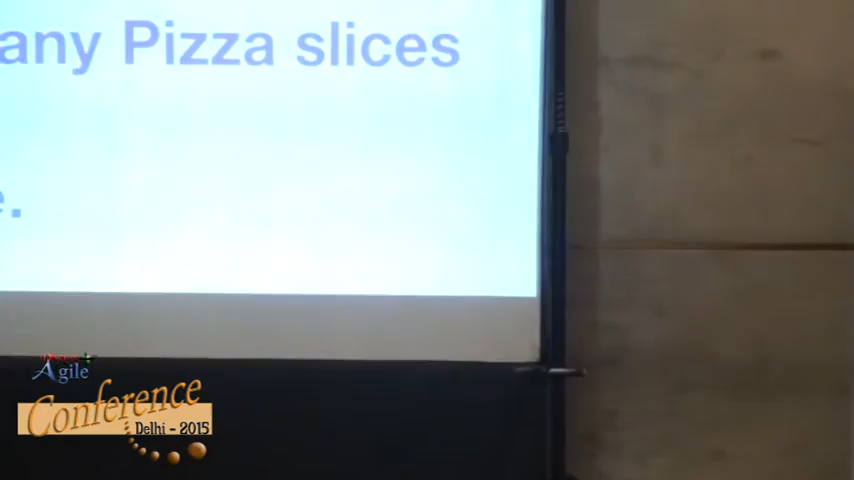 any Pizza slices
e.
Agile
Conference
Delhi - 2015